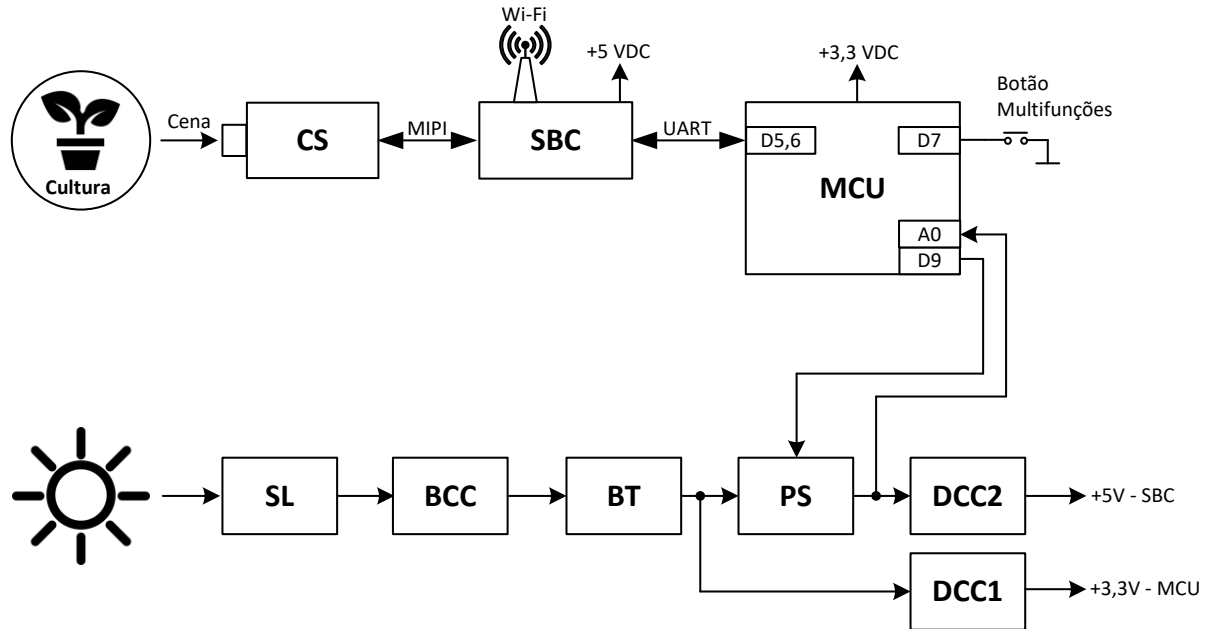 Wi-Fi
+5 VDC
+3,3 VDC
Botão
Multifunções
Cena
CS
MIPI
SBC
UART
D5,6
D7
MCU
Cultura
A0
D9
SL
BCC
BT
PS
DCC2
+5V - SBC
DCC1
+3,3V - MCU